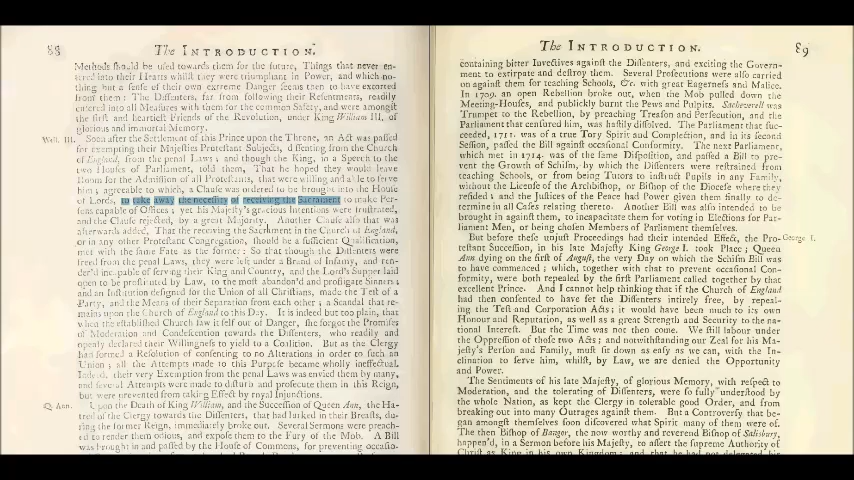 88
The INTRODUCTION.
Methods should be used towards them for the future, Things that never en-
tered into their Hearts whilst they were triumphant in Power, and which no-
thing but a sense of their own extreme Danger seems then to have extorted
from them: The Dissenters, far from following their Resentments, readily
entered into all Measures with them for the common Safety, and were amongst
the first and heartiest Friends of the Revolution, under King William III, of
glorious and immortal Memory.
Will. III.
Soon after the Settlement of this Prince upon the Throne, an Act was passed
for exempting their Majesties Protestant Subjects, dissenting from the Church
of England, from the penal Laws; and though the King, in a Speech to the
two Houses of Parliament, told them, That he hoped they would leave
Room for the Admission of all Protestants, that were willing and able to serve
him; agreeable to which, a Clause was ordered to be brought into the House
of Lords, to take away the necessity of receiving the Sacrament to make Per-
sons capable of Offices; yet his Majesty's gracious Intentions were frustrated,
and the Clause rejected, by a great Majority. Another Clause also that was
afterwards added, That the receiving the Sacrament in the Church of England,
or in any other Protestant Congregation, should be a sufficient Qualification,
met with the same Fate as the former: So that though the Dissenters were
freed from the penal Laws, they were left under a Brand of Infamy, and ren-
der'd incapable of serving their King and Country, and the Lord's Supper laid
open to be prostituted by Law, to the most abandon'd and profligate Sinners;
and an Institution designed for the Union of all Christians, made the Test of a
Party, and the Means of their Separation from each other; a Scandal that re-
mains upon the Church of England to this Day. It is indeed but too plain, that
when the established Church saw it self out of Danger, she forgot the Promises
of Moderation and Condescension towards the Dissenters, who readily and
openly declared their Willingness to yield to a Coalition. But as the Clergy
had formed a Resolution of consenting to no Alterations in order to such an
Union, all the Attempts made to this Purpose became wholly ineffectual.
Indeed, their very Exemption from the penal Laws was envied them by many,
and several Attempts were made to disturb and prosecute them in this Reign,
but were prevented from taking Effect by royal Injunctions.
Q. Ann.
Upon the Death of King William, and the Succession of Queen Ann, the Ha-
tred of the Clergy towards the Dissenters, that had lurked in their Breasts, du-
ring the former Reign, immediately broke out. Several Sermons were preach-
ed to render them odious, and expose them to the Fury of the Mob. A Bill
was brought in and passed by the House of Commons, for preventing occasio-
The INTRODUCTION.
89
containing bitter Invectives against the Dissenters, and exciting the Govern-
ment to extirpate and destroy them. Several Prosecutions were also carried
on against them for teaching Schools, &c. with great Eagerness and Malice.
In 1709. an open Rebellion broke out, when the Mob pulled down the
Meeting-Houses, and publickly burnt the Pews and Pulpits. Sacheverell was
Trumpet to the Rebellion, by preaching Treason and Persecution, and the
Parliament that censured him, was hastily dissolved. The Parliament that suc-
ceeded, 1711. was of a true Tory Spirit and Complection, and in its second
Session, passed the Bill against occasional Conformity. The next Parliament,
which met in 1714. was of the same Disposition, and passed a Bill to pre-
vent the Growth of Schism, by which the Dissenters were restrained from
teaching Schools, or from being Tutors to instruct Pupils in any Family,
without the License of the Archbishop, or Bishop of the Diocese where they
resided; and the Justices of the Peace had Power given them finally to de-
termine in all Cases relating thereto. Another Bill was also intended to be
brought in against them, to incapacitate them for voting in Elections for Par-
liament Men, or being chosen Members of Parliament themselves.
But before these unjust Proceedings had their intended Effect, the Pro-
George I.
testant Succession, in his late Majesty King George I. took Place; Queen
Ann dying on the first of August, the very Day on which the Schism Bill was
to have commenced; which, together with that to prevent occasional Con-
formity, were both repealed by the first Parliament called together by that
excellent Prince. And I cannot help thinking that if the Church of England
had then consented to have set the Dissenters intirely free, by repeal-
ing the Test and Corporation Acts; it would have been much to its own
Honour and Reputation, as well as a great Strength and Security to the na-
tional Interest. But the Time was not then come. We still labour under
the Oppression of those two Acts; and notwithstanding our Zeal for his Ma-
jesty's Person and Family, must sit down as easy as we can, with the In-
clination to serve him, whilst, by Law, we are denied the Opportunity
and Power.
The Sentiments of his late Majesty, of glorious Memory, with respect to
Moderation, and the tolerating of Dissenters, were so fully understood by
the whole Nation, as kept the Clergy in tolerable good Order, and from
breaking out into many Outrages against them. But a Controversy that be-
gan amongst themselves soon discovered what Spirit many of them were of.
The then Bishop of Bangor, the now worthy and reverend Bishop of Salisbury,
happen'd, in a Sermon before his Majesty, to assert the supreme Authority of
Christ as King in his own Kingdom; and that he had not delegated his